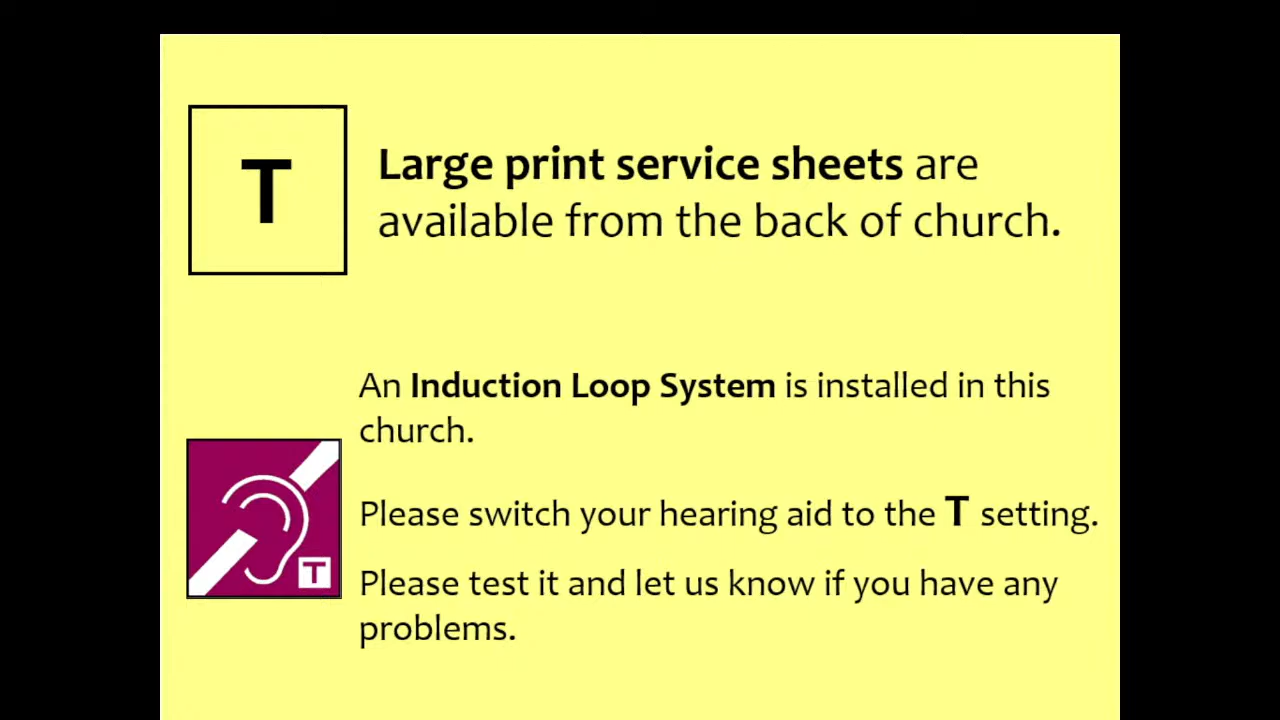 T
Large print service sheets are
available from the back of church.
An Induction Loop System is installed in this
church.
Please switch your hearing aid to the T setting.
T
Please test it and let us know if you have any
problems.